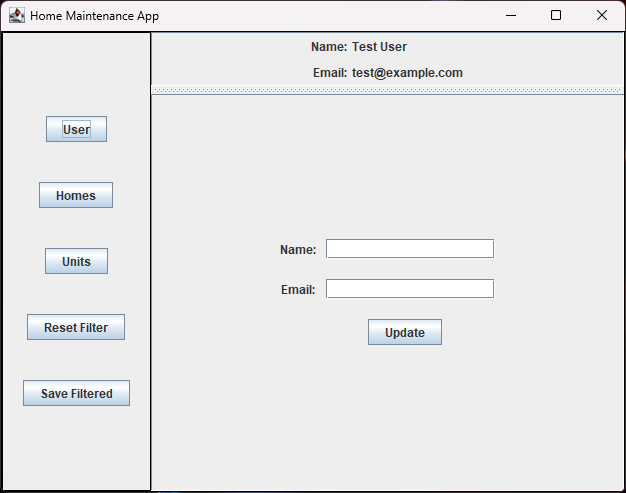 Home Maintenance App
User
Homes
Units
Reset Filter
Save Filtered
Name: Test User
Email: test@example.com
Name:
Email:
Update